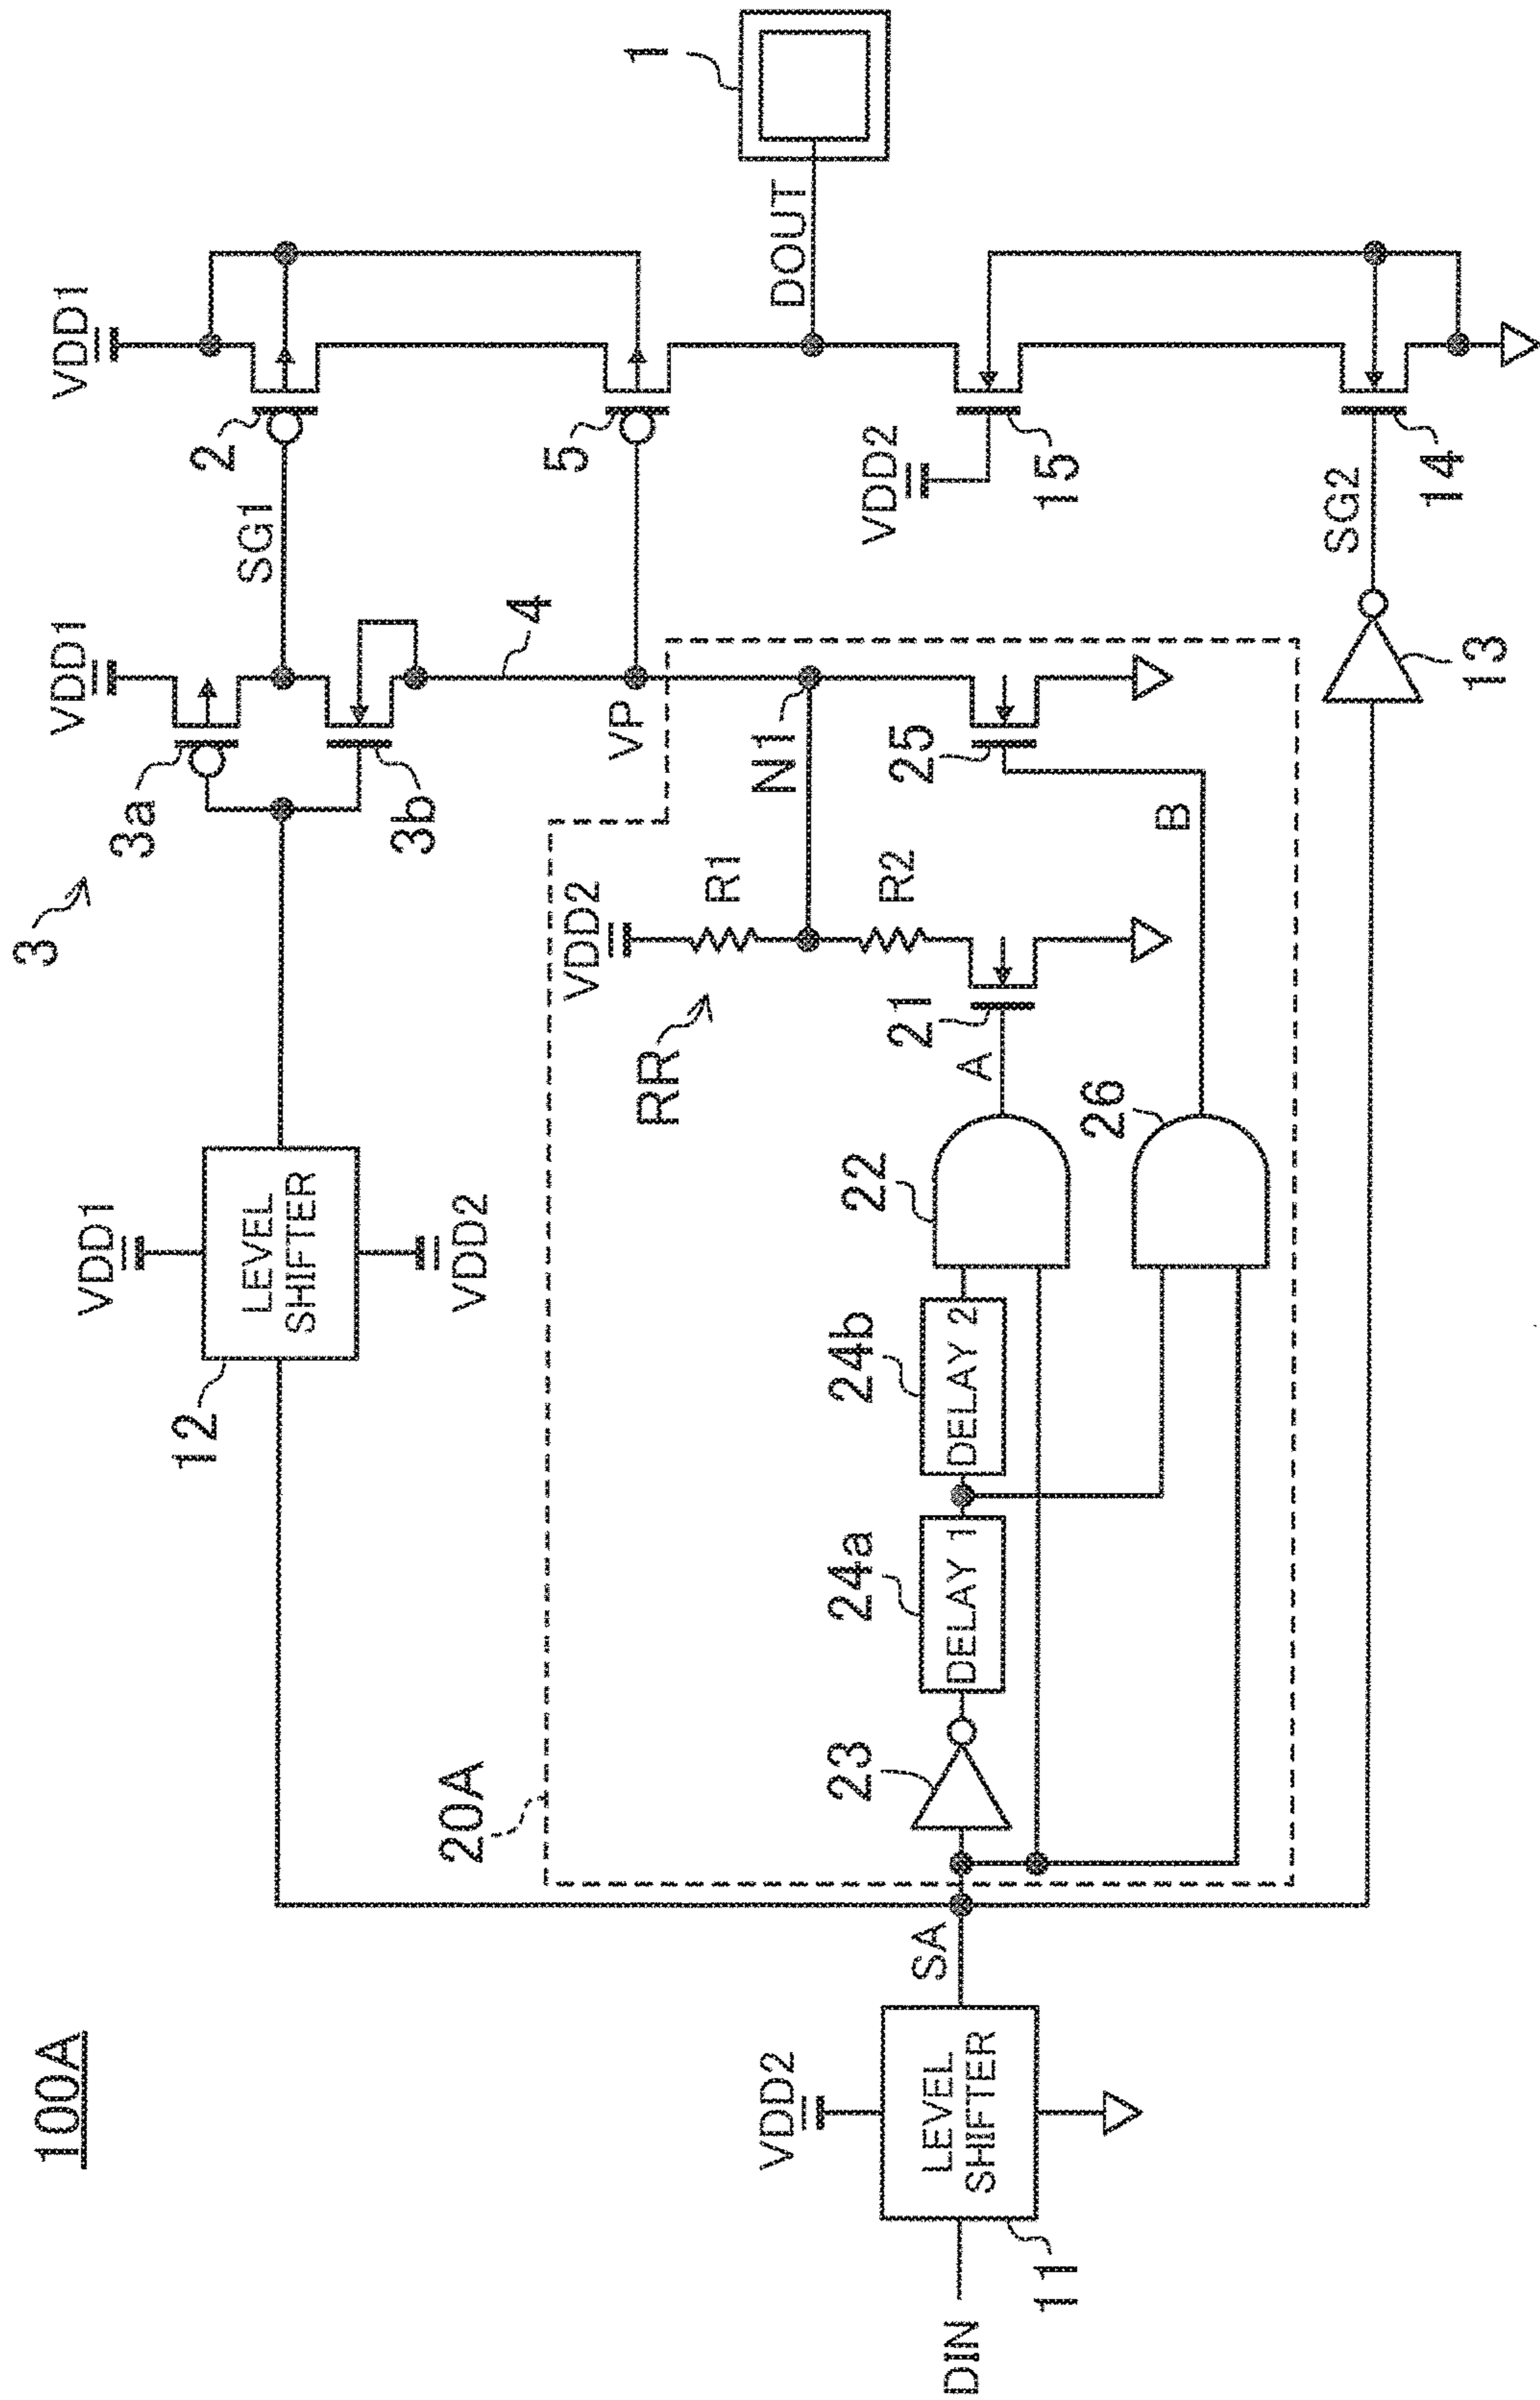 100A
VDD1
VDD1
VDD1
3
3a
3b
2
SG1
LEVEL
SHIFTER
12
VDD2
4
5
VP
1
DOUT
20A
VDD2
R1
RR
N1
R2
VDD2
15
VDD2
LEVEL
SHIFTER
11
DIN
SA
23
24a
DELAY 1
24b
DELAY 2
22
A
21
25
26
B
13
SG2
14